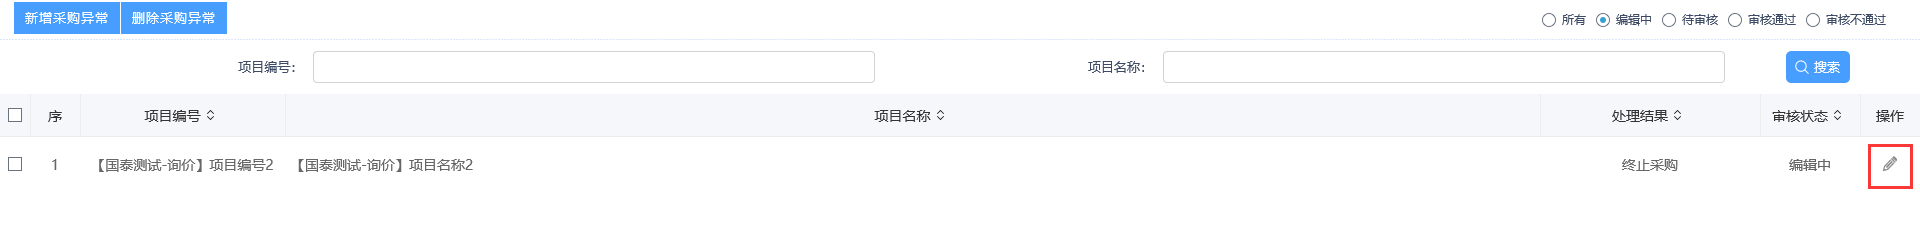 新增采购异常 删除采购异常 所有 编辑中 待审核 审核通过 审核不通过
项目编号： 项目名称： 搜索
序 项目编号 项目名称 处理结果 审核状态 操作
1 【国泰测试-询价】项目编号2 【国泰测试-询价】项目名称2 终止采购 编辑中